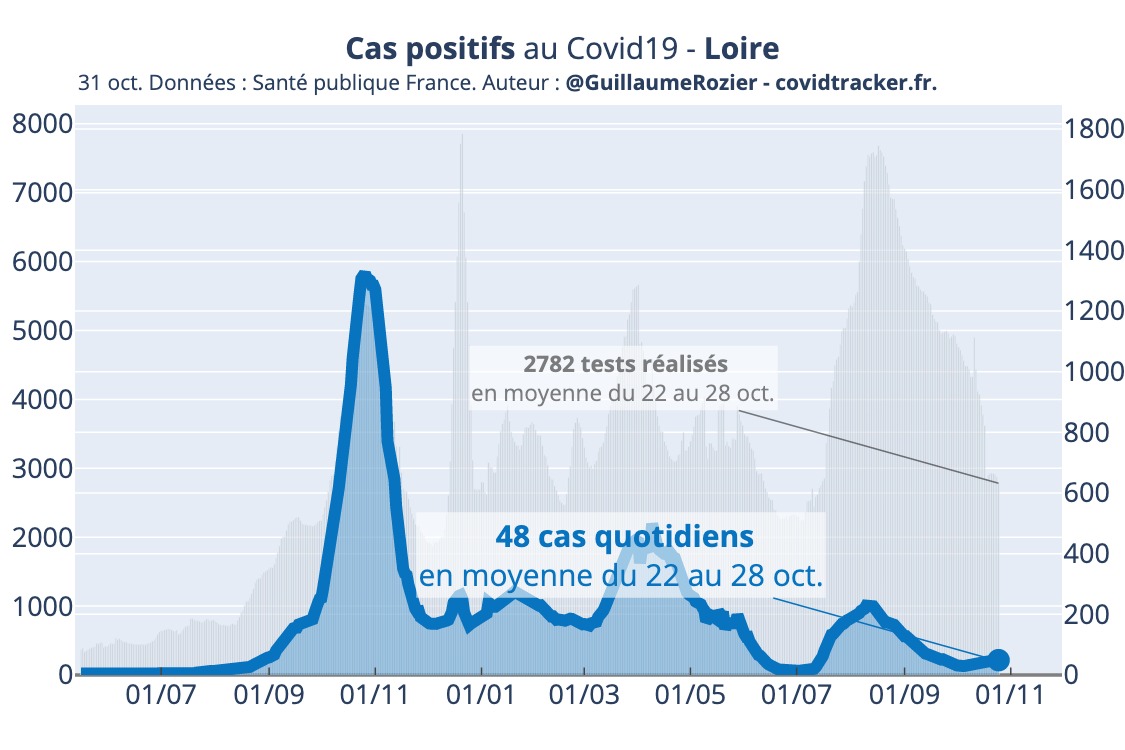 Cas positifs au Covid19 - Loire
31 oct. Données : Santé publique France. Auteur : @GuillaumeRozier - covidtracker.fr.
8000
7000
6000
5000
4000
3000
2000
1000
0
1800
1600
1400
1200
1000
800
600
400
200
0
2782 tests réalisés
en moyenne du 22 au 28 oct.
48 cas quotidiens
en moyenne du 22 au 28 oct.
01/07 01/09 01/11 01/01 01/03 01/05 01/07 01/09 01/11